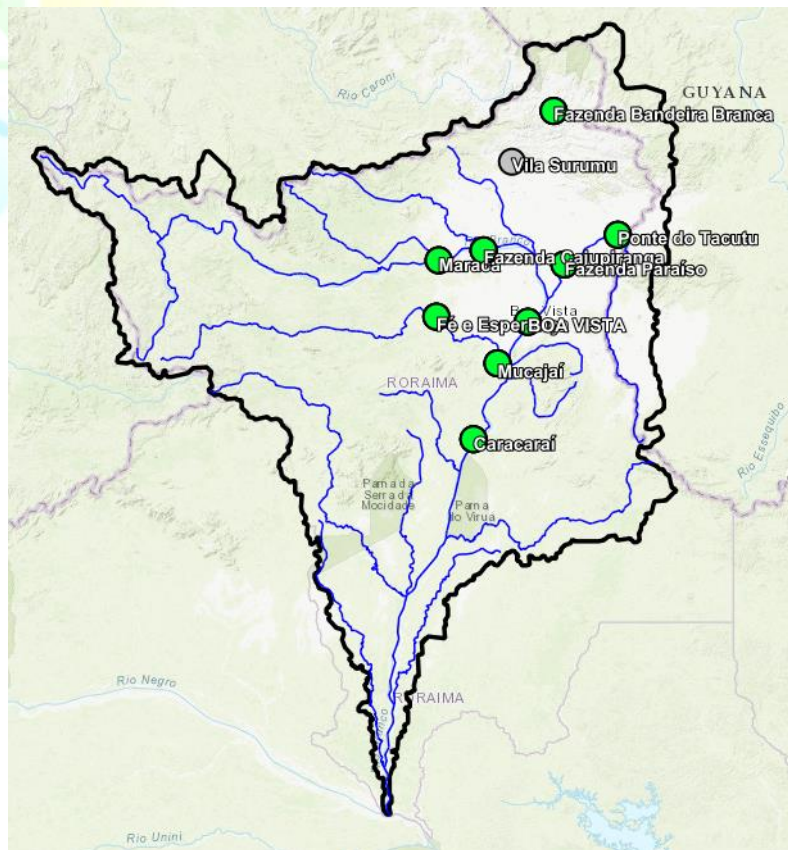 Rio Caroni
GUYANA
Fazenda Bandeira Branca
Vila Surumu
Ponte do Tacutu
Branco
Fazenda Cajupiranga
Maracá
Fazenda Paraíso
Vista
BOA VISTA
Fé e Esper
Mucajaí
RORAIMA
Caracaraí
Rio Essequibo
Parna da
Serra da
Mocidade
Parna
do Viruá
Rio Negro
RORAIMA
Rio Unini